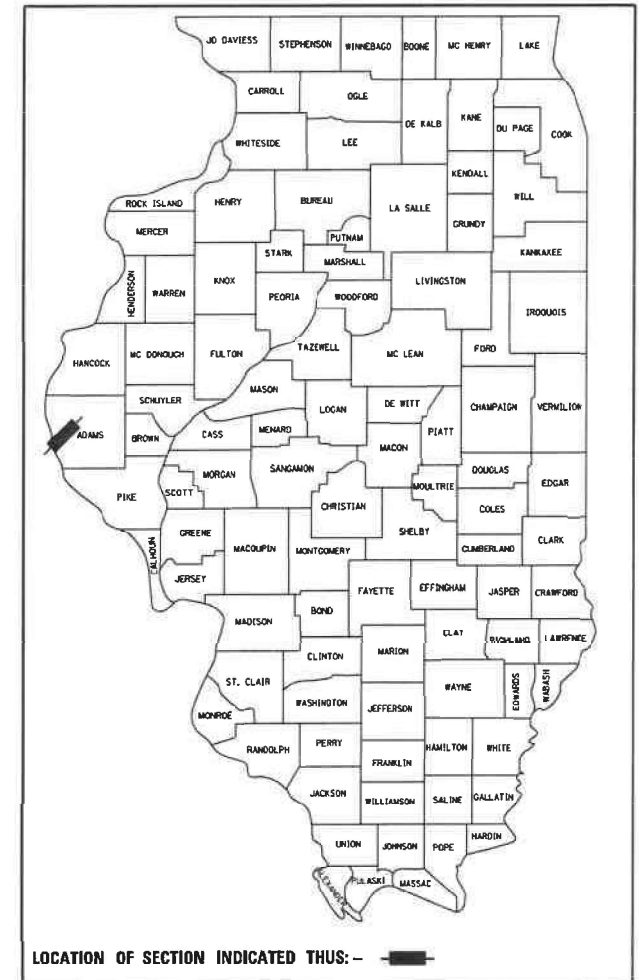 JO DAVIESS
STEPHENSON
WINNEBAGO
BOONE
MC HENRY
LAKE
CARROLL
OGLE
DE KALB
KANE
DU PAGE
COOK
WHITESIDE
LEE
KENDALL
WILL
ROCK ISLAND
HENRY
BUREAU
LA SALLE
GRUNDY
MERCER
PUTNAM
STARK
MARSHALL
KANKAKEE
HENDERSON
WARREN
KNOX
PEORIA
WOODFORD
LIVINGSTON
IROQUOIS
HANCOCK
MC DONOUGH
FULTON
TAZEWELL
MC LEAN
FORD
SCHUYLER
MASON
LOGAN
DE WITT
CHAMPAIGN
VERMILION
ADAMS
BROWN
CASS
MENARD
MACON
PIATT
PIKE
SCOTT
MORGAN
SANGAMON
CHRISTIAN
MOULTRIE
DOUGLAS
EDGAR
COLES
CALHOUN
GREENE
MACOUPIN
MONTGOMERY
SHELBY
CUMBERLAND
CLARK
JERSEY
FAYETTE
EFFINGHAM
JASPER
CRAWFORD
MADISON
BOND
CLAY
RICHLAND
LAWRENCE
CLINTON
MARION
ST. CLAIR
WAYNE
EDWARDS
WABASH
MONROE
WASHINGTON
JEFFERSON
RANDOLPH
PERRY
HAMILTON
WHITE
FRANKLIN
JACKSON
WILLIAMSON
SALINE
GALLATIN
UNION
JOHNSON
POPE
HARDIN
ALEXANDER
PULASKI
MASSAC
LOCATION OF SECTION INDICATED THUS: –